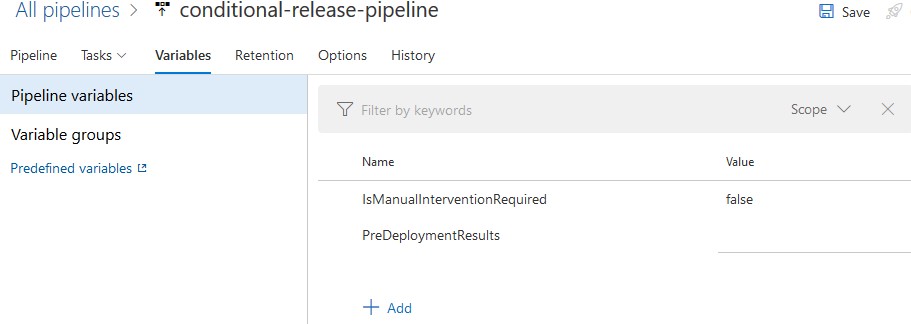 All pipelines > conditional-release-pipeline
Save
Pipeline Tasks Variables Retention Options History
Pipeline variables
Variable groups
Predefined variables
Filter by keywords
Scope
Name Value
IsManualInterventionRequired false
PreDeploymentResults
+ Add